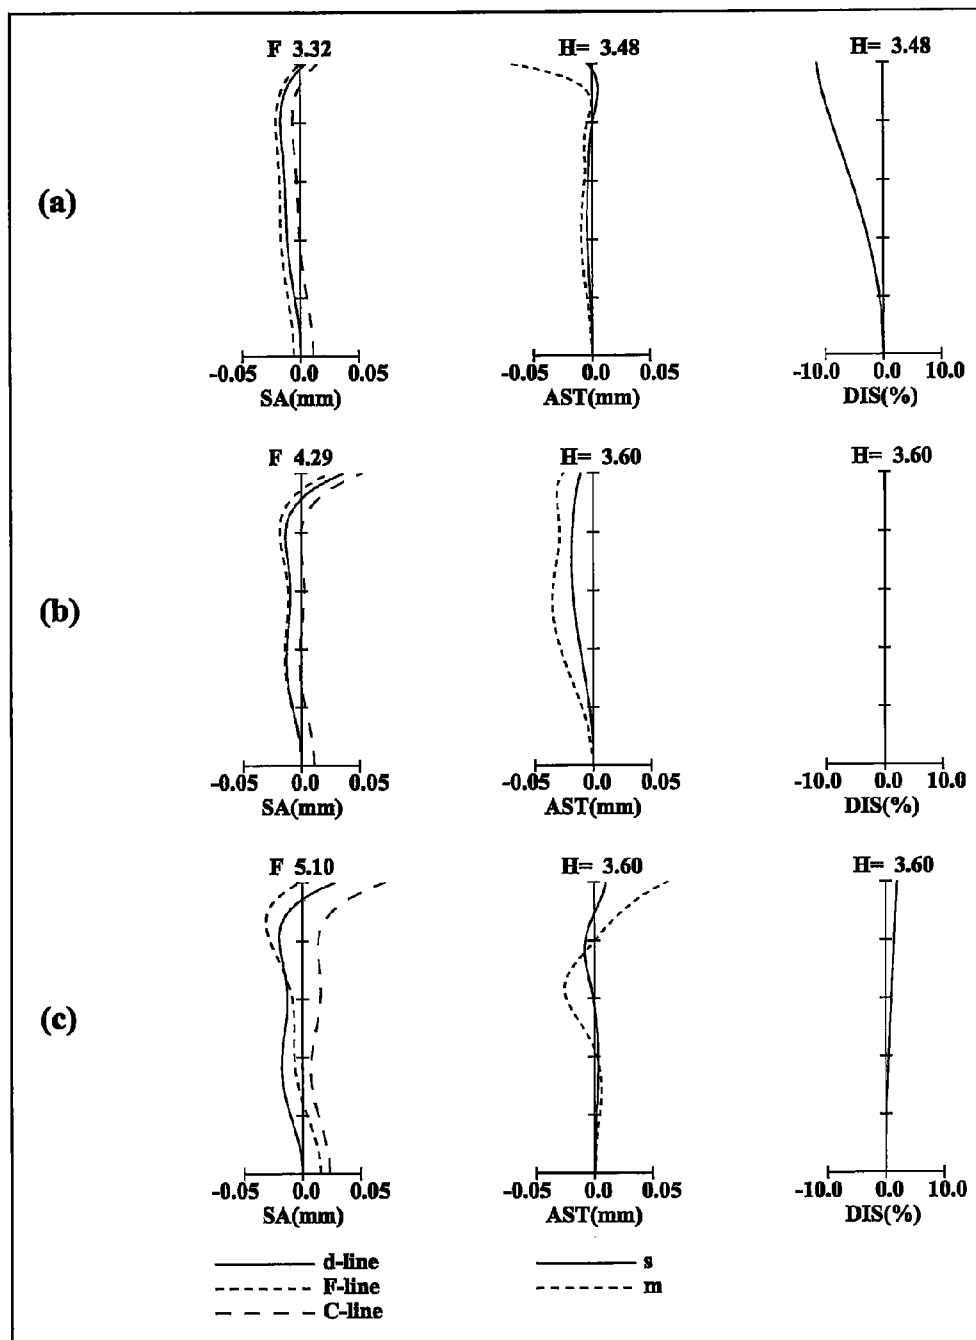 F 3.32 H= 3.48 H= 3.48
(a)
-0.05 0.0 0.05 -0.05 0.0 0.05 -10.0 0.0 10.0
SA(mm) AST(mm) DIS(%)
F 4.29 H= 3.60 H= 3.60
(b)
-0.05 0.0 0.05 -0.05 0.0 0.05 -10.0 0.0 10.0
SA(mm) AST(mm) DIS(%)
F 5.10 H= 3.60 H= 3.60
(c)
-0.05 0.0 0.05 -0.05 0.0 0.05 -10.0 0.0 10.0
SA(mm) AST(mm) DIS(%)
d-line s
F-line m
C-line